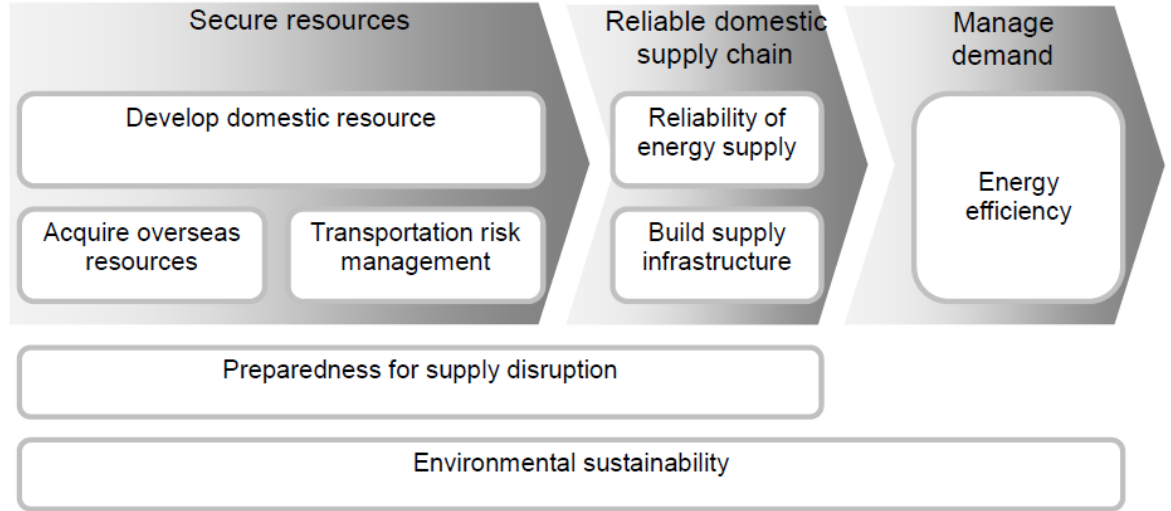 Secure resources
Reliable domestic
supply chain
Manage
demand
Develop domestic resource
Acquire overseas
resources
Transportation risk
management
Reliability of
energy supply
Build supply
infrastructure
Energy
efficiency
Preparedness for supply disruption
Environmental sustainability